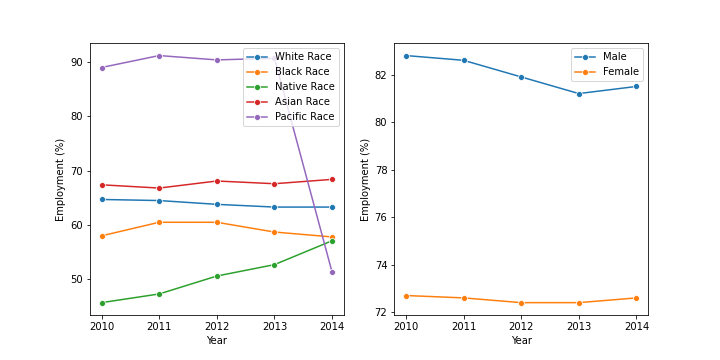 White Race
Black Race
Native Race
Asian Race
Pacific Race
90
80
70
60
50
Employment (%)
2010 2011 2012 2013 2014
Year
Male
Female
82
80
78
76
74
72
Employment (%)
2010 2011 2012 2013 2014
Year